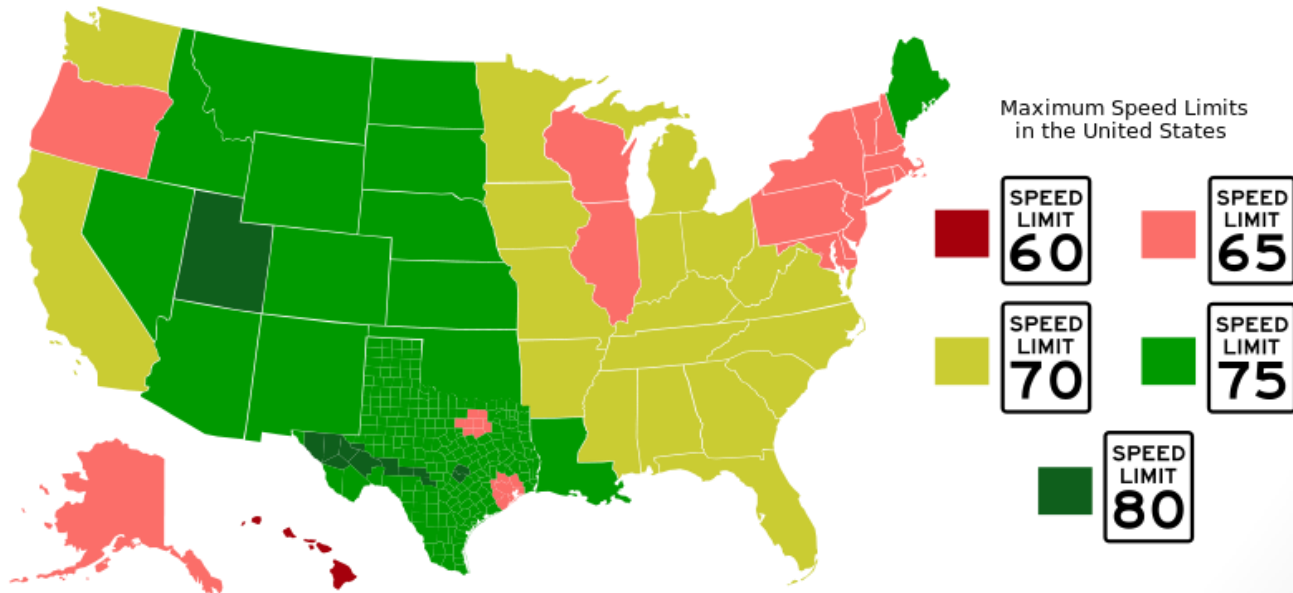 Maximum Speed Limits
in the United States
SPEED
LIMIT
60
SPEED
LIMIT
65
SPEED
LIMIT
70
SPEED
LIMIT
75
SPEED
LIMIT
80